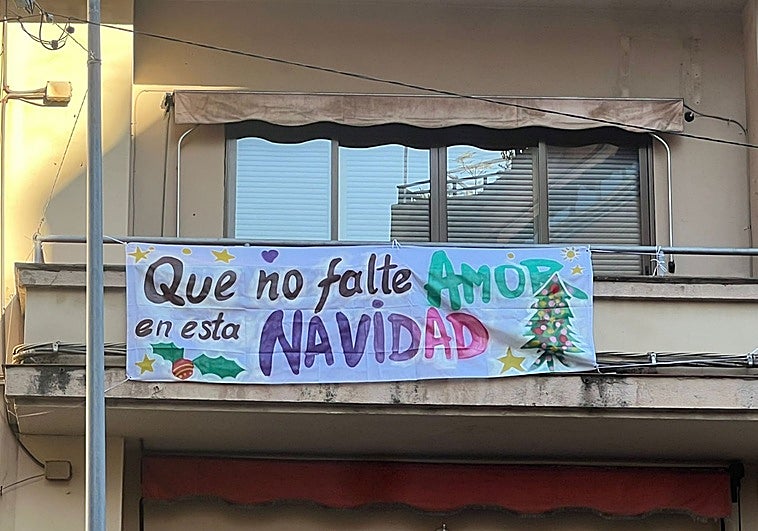 Que no falte AMOR
en esta NAVIDAD